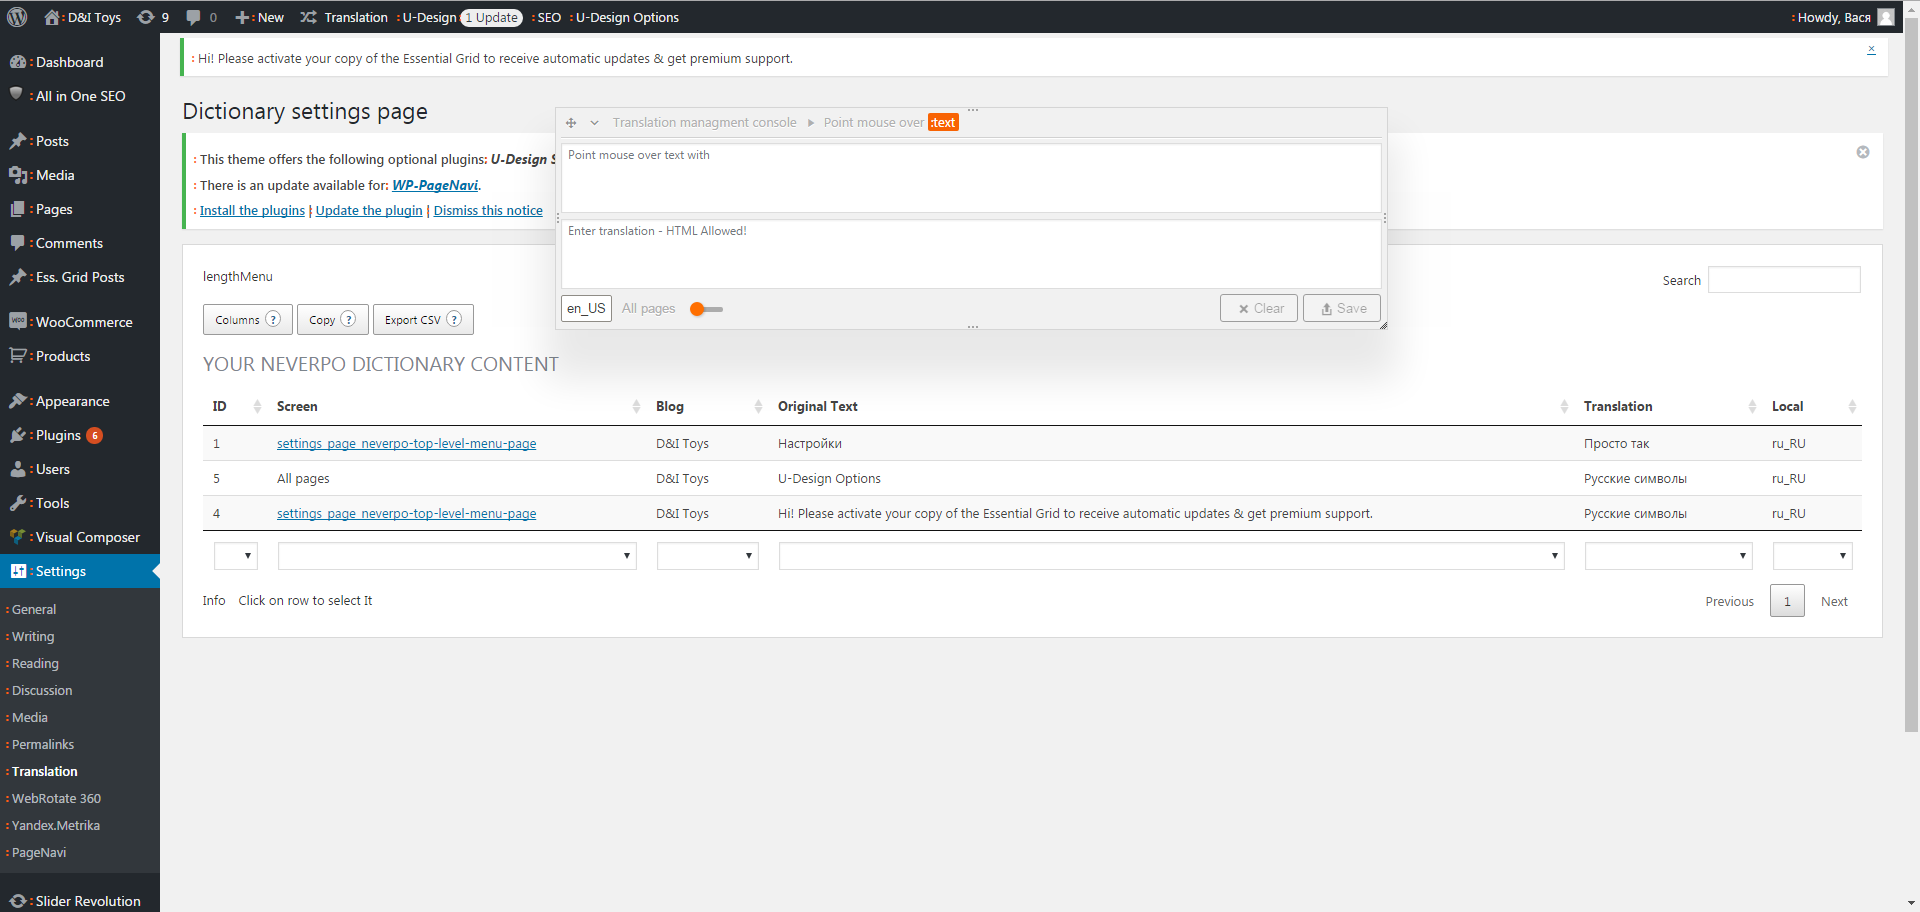 : D&I Toys 9 0 : New Translation : U-Design 1 Update : SEO : U-Design Options : Howdy, Вася
: Dashboard
: All in One SEO
: Posts
: Media
: Pages
: Comments
: Ess. Grid Posts
: WooCommerce
: Products
: Appearance
: Plugins 6
: Users
: Tools
: Visual Composer
: Settings
: General
: Writing
: Reading
: Discussion
: Media
: Permalinks
: Translation
: WebRotate 360
: Yandex.Metrika
: PageNavi
: Slider Revolution
: Hi! Please activate your copy of the Essential Grid to receive automatic updates & get premium support.
Dictionary settings page
: This theme offers the following optional plugins: U-Design S
: There is an update available for: WP-PageNavi.
: Install the plugins | Update the plugin | Dismiss this notice
Translation managment console ▸ Point mouse over :text
Point mouse over text with
Enter translation - HTML Allowed!
en_US All pages Clear Save
lengthMenu
Search
Columns ? Copy ? Export CSV ?
YOUR NEVERPO DICTIONARY CONTENT
ID Screen Blog Original Text Translation Local
1 settings_page_neverpo-top-level-menu-page D&I Toys Настройки Просто так ru_RU
5 All pages D&I Toys U-Design Options Русские символы ru_RU
4 settings_page_neverpo-top-level-menu-page D&I Toys Hi! Please activate your copy of the Essential Grid to receive automatic updates & get premium support. Русские символы ru_RU
Info Click on row to select It
Previous 1 Next